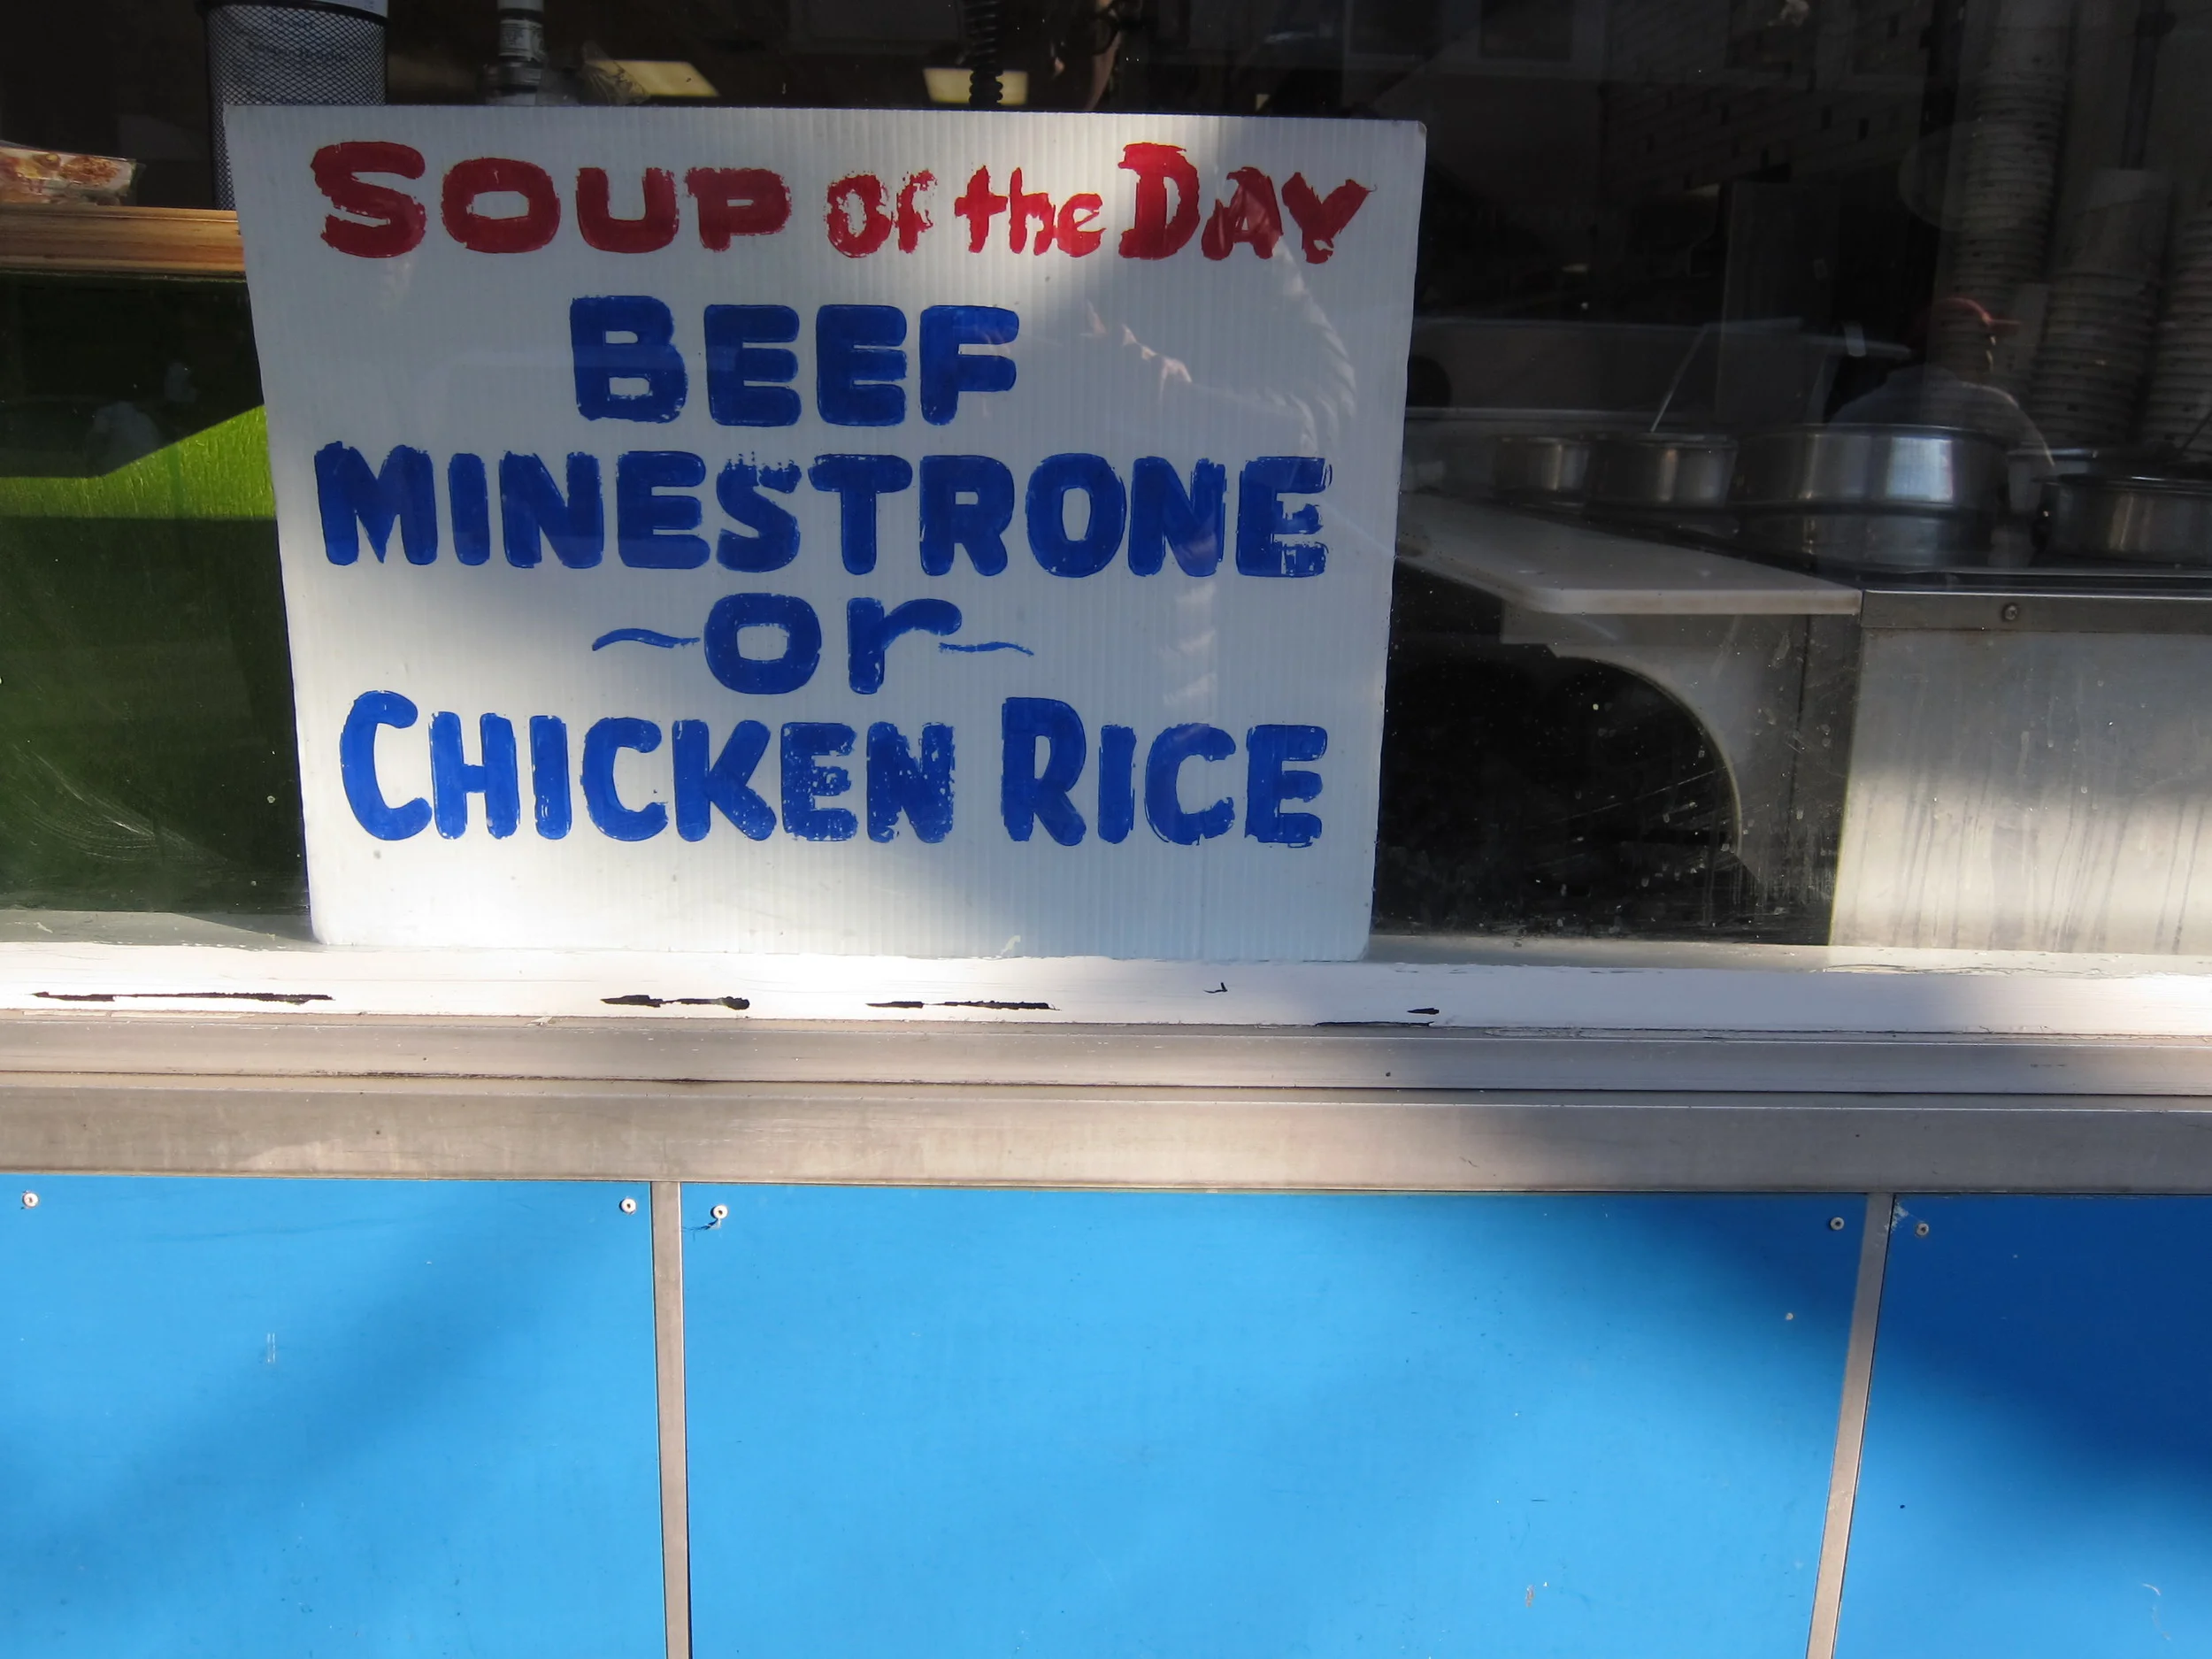 SOUP of the DAY
BEEF
MINESTRONE
~or~
CHICKEN RICE